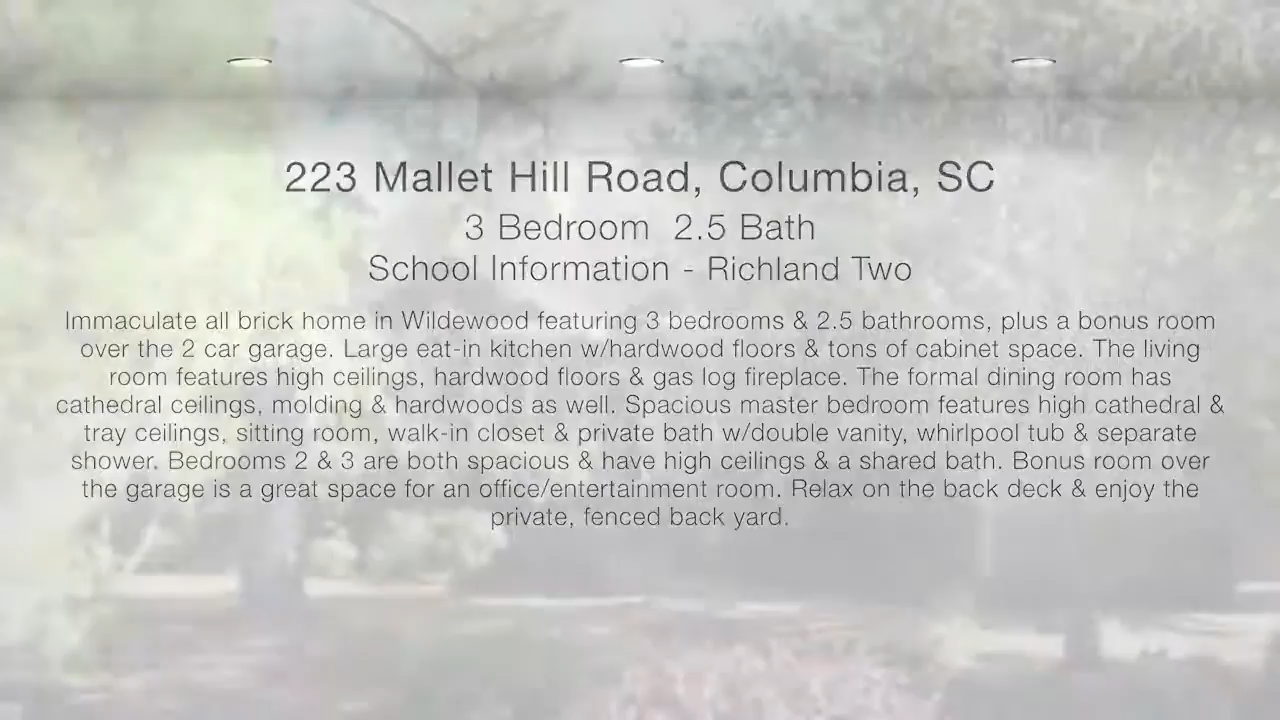 223 Mallet Hill Road, Columbia, SC
3 Bedroom  2.5 Bath
School Information - Richland Two
Immaculate all brick home in Wildewood featuring 3 bedrooms & 2.5 bathrooms, plus a bonus room
over the 2 car garage. Large eat-in kitchen w/hardwood floors & tons of cabinet space. The living
room features high ceilings, hardwood floors & gas log fireplace. The formal dining room has
cathedral ceilings, molding & hardwoods as well. Spacious master bedroom features high cathedral &
tray ceilings, sitting room, walk-in closet & private bath w/double vanity, whirlpool tub & separate
shower. Bedrooms 2 & 3 are both spacious & have high ceilings & a shared bath. Bonus room over
the garage is a great space for an office/entertainment room. Relax on the back deck & enjoy the
private, fenced back yard.